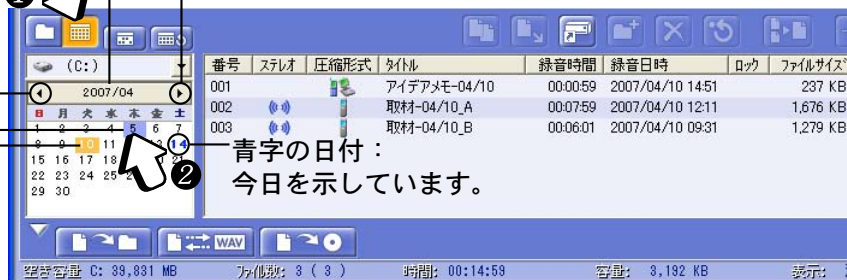 (C:)
2007/04
日 月 火 水 木 金 土
1 2 3 4 5 6 7
8 9 10 11 13 14
15 16 17 18 20 21
22 23 24 25
29 30
番号 ステレオ 圧縮形式 タイトル 録音時間 録音日時 ロック ファイルサイズ
001 アイデアメモ-04/10 00:00:59 2007/04/10 14:51 237 KB
002 取材-04/10_A 00:07:59 2007/04/10 12:11 1,676 KB
003 取材-04/10_B 00:06:01 2007/04/10 09:31 1,279 KB
❷
青字の日付：
今日を示しています。
WAV
空き容量 C: 39,831 MB ファイル数: 3 ( 3 ) 時間: 00:14:59 容量: 3,192 KB 表示: